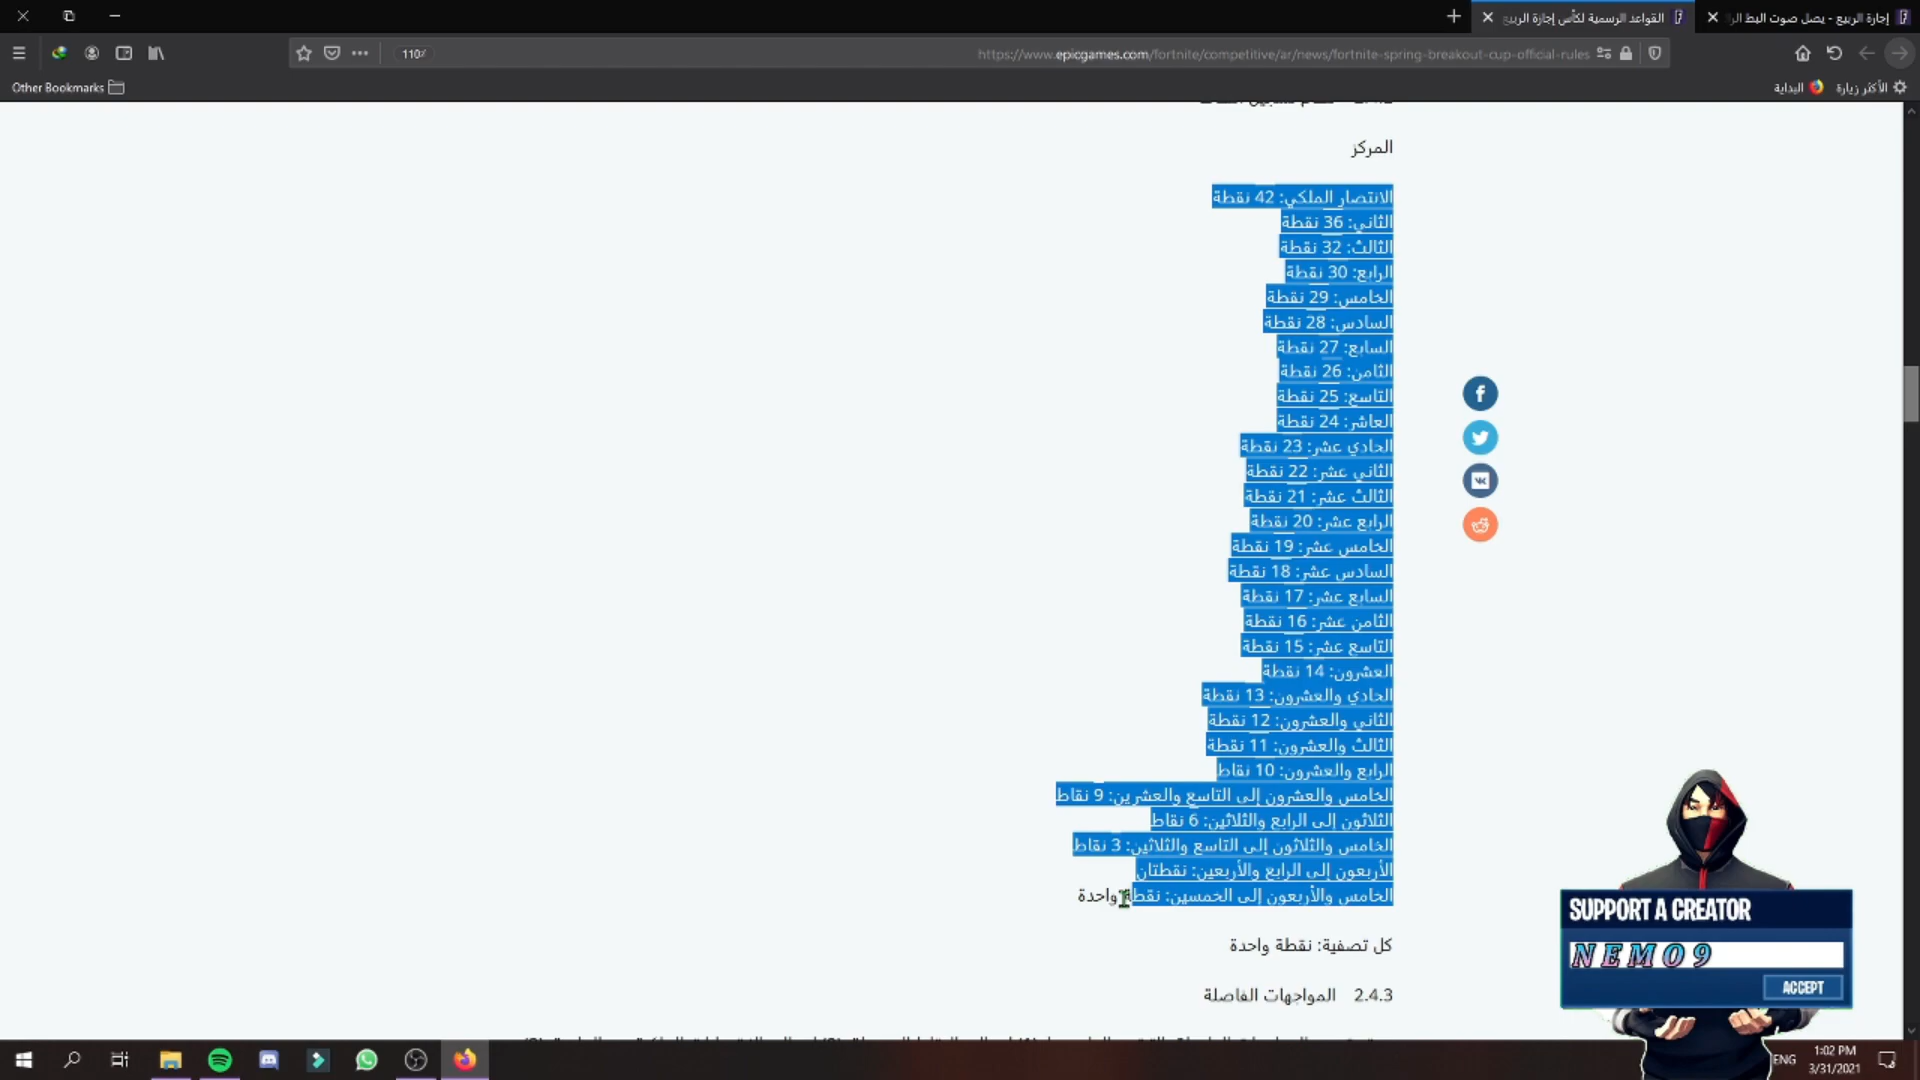 إجازة الربيع - يصل صوت البط الر
القواعد الرسمية لكأس إجازة الربيع
110%
https://www.epicgames.com/fortnite/competitive/ar/news/fortnite-spring-breakout-cup-official-rules
Other Bookmarks
الأكثر زيارة
البداية
المركز
الانتصار الملكي: 42 نقطة
الثاني: 36 نقطة
الثالث: 32 نقطة
الرابع: 30 نقطة
الخامس: 29 نقطة
السادس: 28 نقطة
السابع: 27 نقطة
الثامن: 26 نقطة
التاسع: 25 نقطة
العاشر: 24 نقطة
الحادي عشر: 23 نقطة
الثاني عشر: 22 نقطة
الثالث عشر: 21 نقطة
الرابع عشر: 20 نقطة
الخامس عشر: 19 نقطة
السادس عشر: 18 نقطة
السابع عشر: 17 نقطة
الثامن عشر: 16 نقطة
التاسع عشر: 15 نقطة
العشرون: 14 نقطة
الحادي والعشرون: 13 نقطة
الثاني والعشرون: 12 نقطة
الثالث والعشرون: 11 نقطة
الرابع والعشرون: 10 نقاط
الخامس والعشرون إلى التاسع والعشرين: 9 نقاط
الثلاثون إلى الرابع والثلاثين: 6 نقاط
الخامس والثلاثون إلى التاسع والثلاثين: 3 نقاط
الأربعون إلى الرابع والأربعين: نقطتان
الخامس والأربعون إلى الخمسين: نقطة واحدة
كل تصفية: نقطة واحدة
2.4.3 المواجهات الفاصلة
SUPPORT A CREATOR
NEMO9
ACCEPT
ENG
1:02 PM
3/31/2021